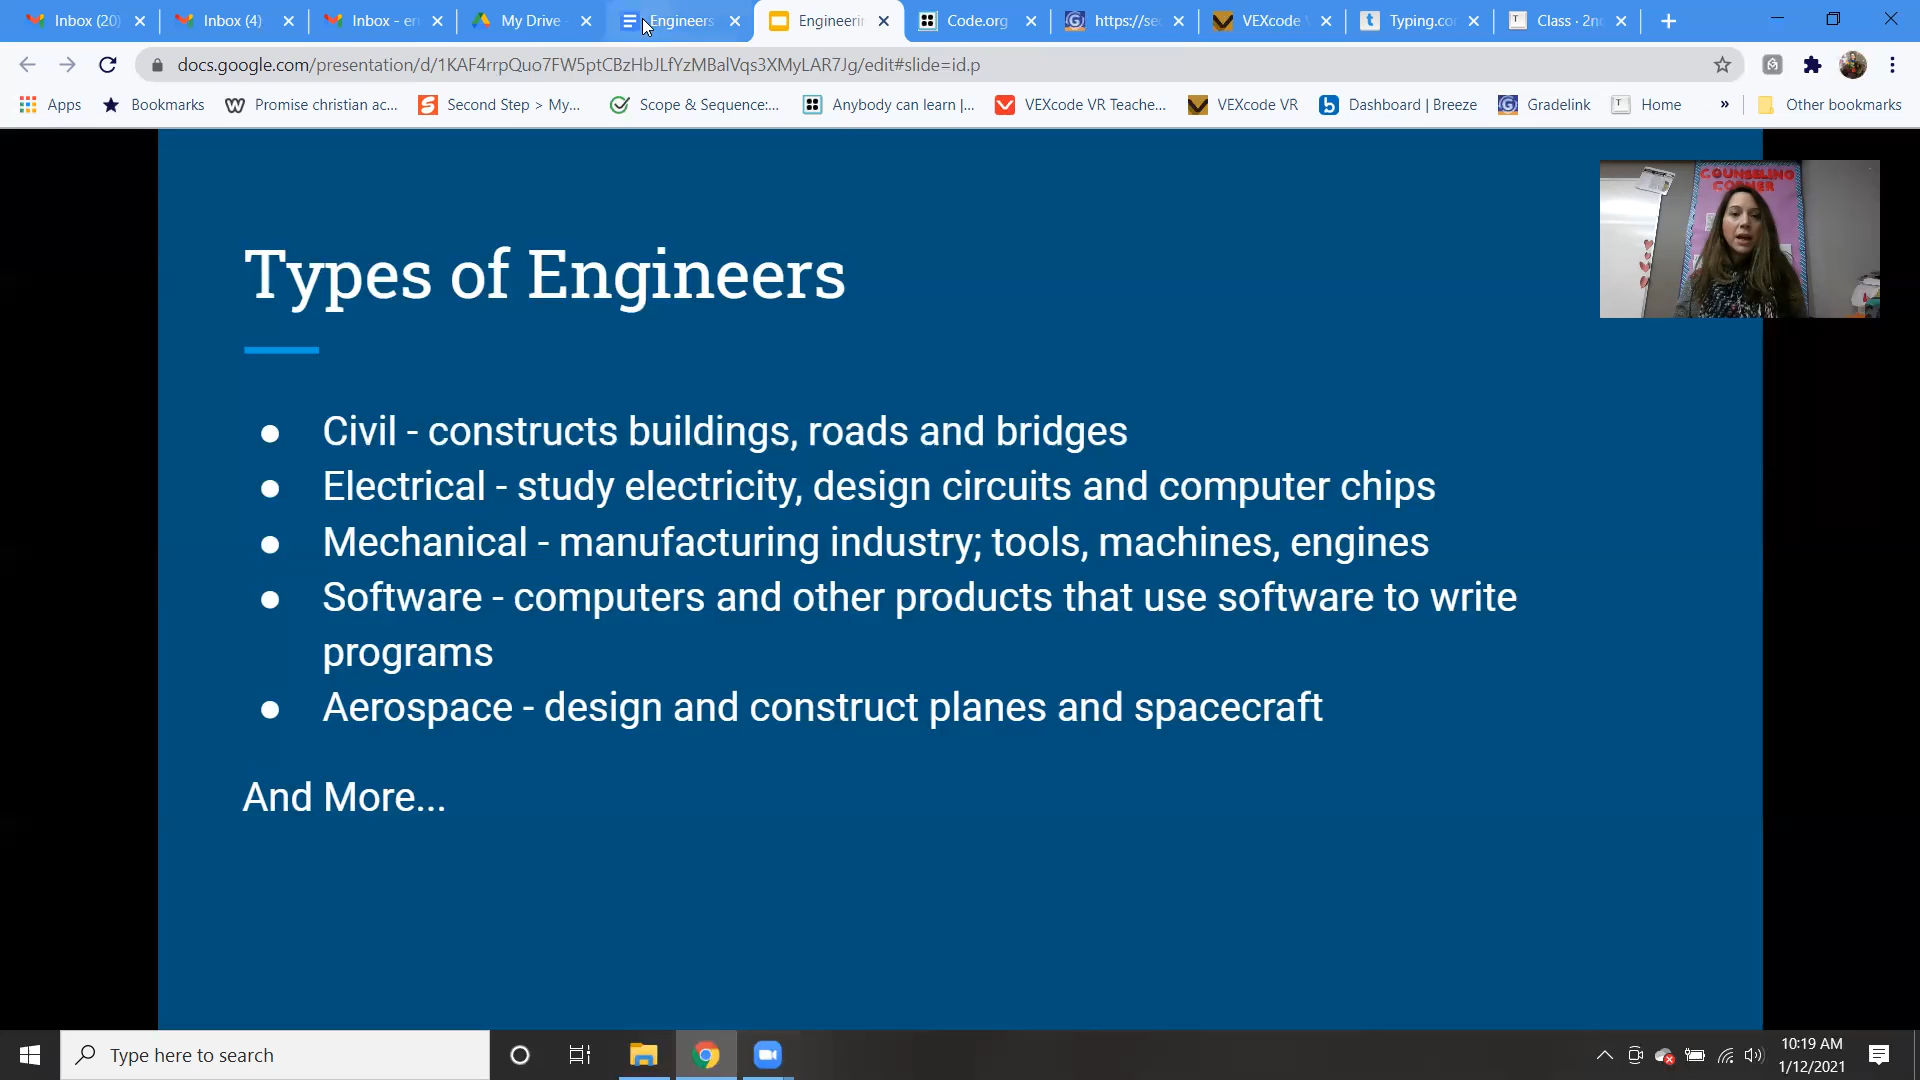 Inbox (20)
Inbox (4)
Inbox - er
My Drive -
Engineers
Engineerin
Code.org
https://se
VEXcode V
Typing.co
Class · 2n
docs.google.com/presentation/d/1KAF4rrpQuo7FW5ptCBzHbJLfYzMBalVqs3XMyLAR7Jg/edit#slide=id.p
Apps
Bookmarks
Promise christian ac...
Second Step > My...
Scope & Sequence:...
Anybody can learn |...
VEXcode VR Teache...
VEXcode VR
Dashboard | Breeze
Gradelink
Home
»
Other bookmarks
COUNSELING
CORNER
Types of Engineers
● Civil - constructs buildings, roads and bridges
● Electrical - study electricity, design circuits and computer chips
● Mechanical - manufacturing industry; tools, machines, engines
● Software - computers and other products that use software to write
programs
● Aerospace - design and construct planes and spacecraft
And More...
Type here to search
10:19 AM
1/12/2021